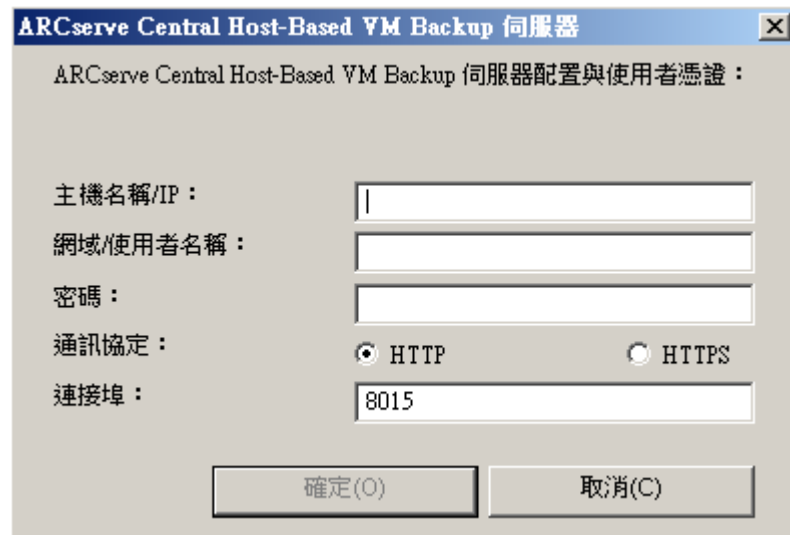 ARCserve Central Host-Based VM Backup 伺服器
ARCserve Central Host-Based VM Backup 伺服器配置與使用者憑證：
主機名稱/IP：
網域/使用者名稱：
密碼：
通訊協定： HTTP HTTPS
連接埠： 8015
確定(O) 取消(C)